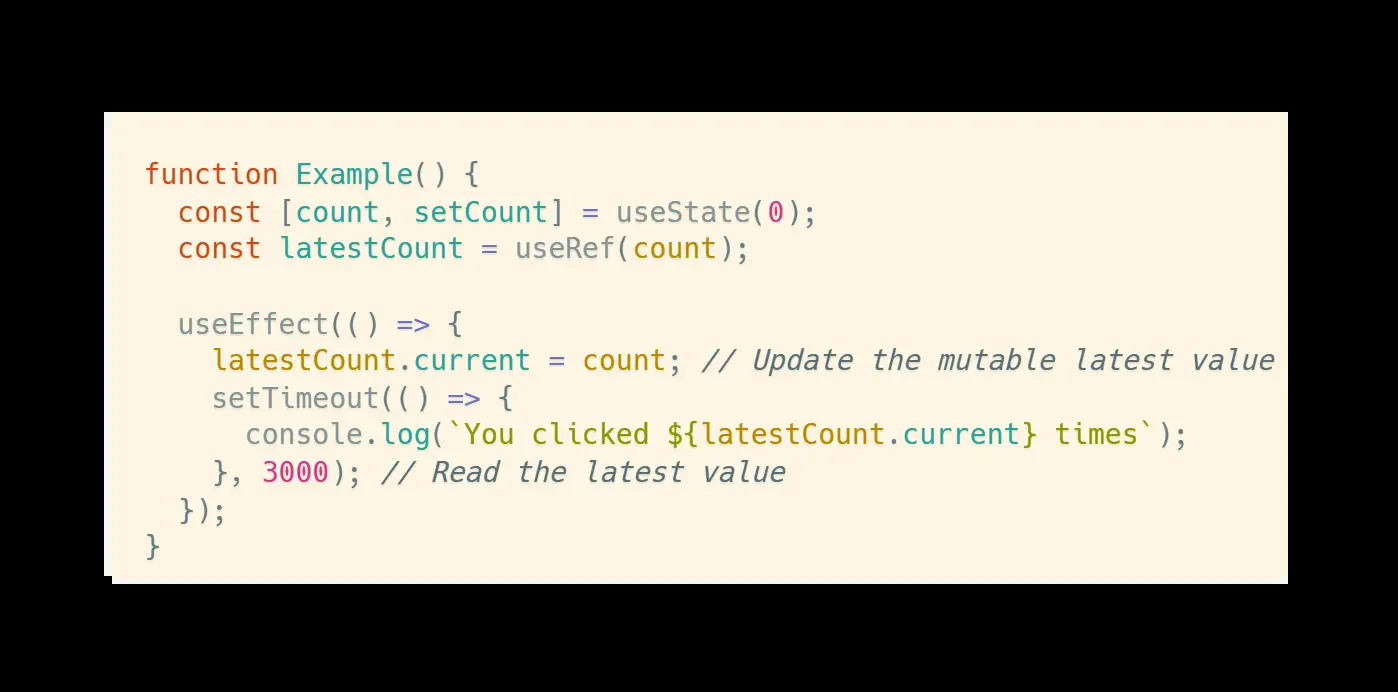 function Example() {
  const [count, setCount] = useState(0);
  const latestCount = useRef(count);

  useEffect(() => {
    latestCount.current = count; // Update the mutable latest value
    setTimeout(() => {
      console.log(`You clicked ${latestCount.current} times`);
    }, 3000); // Read the latest value
  });
}